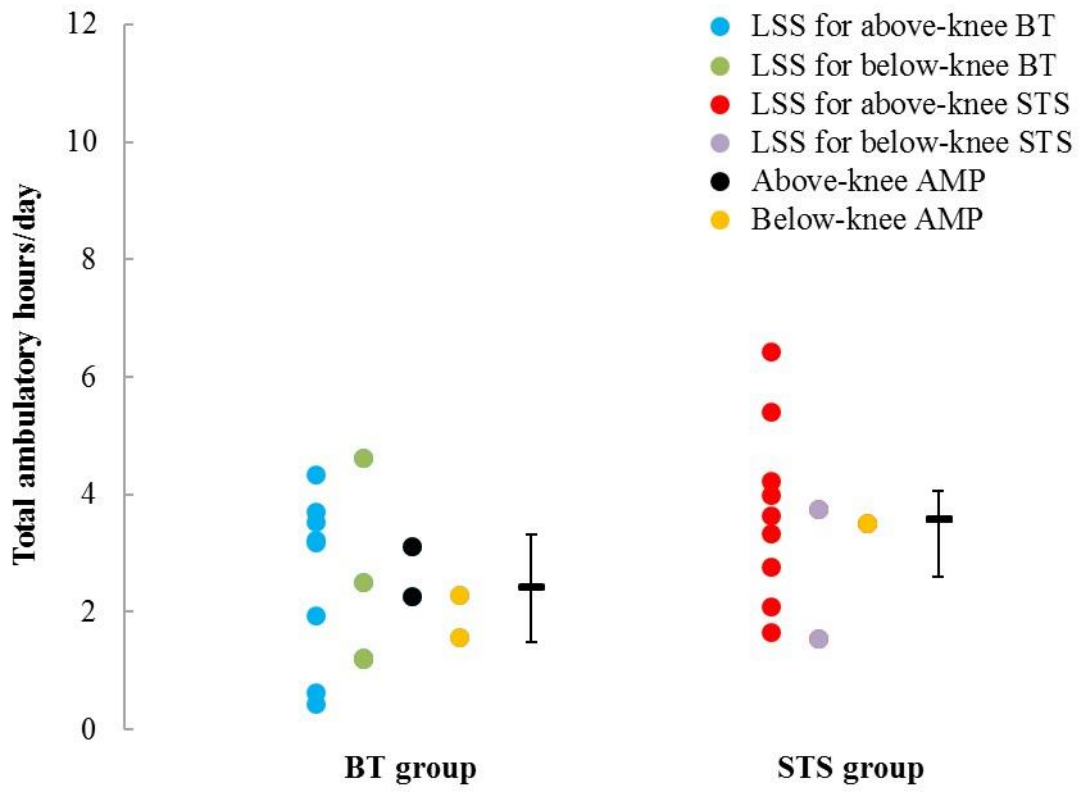 12
10
8
6
4
2
0
Total ambulatory hours/day
LSS for above-knee BT
LSS for below-knee BT
LSS for above-knee STS
LSS for below-knee STS
Above-knee AMP
Below-knee AMP
BT group
STS group